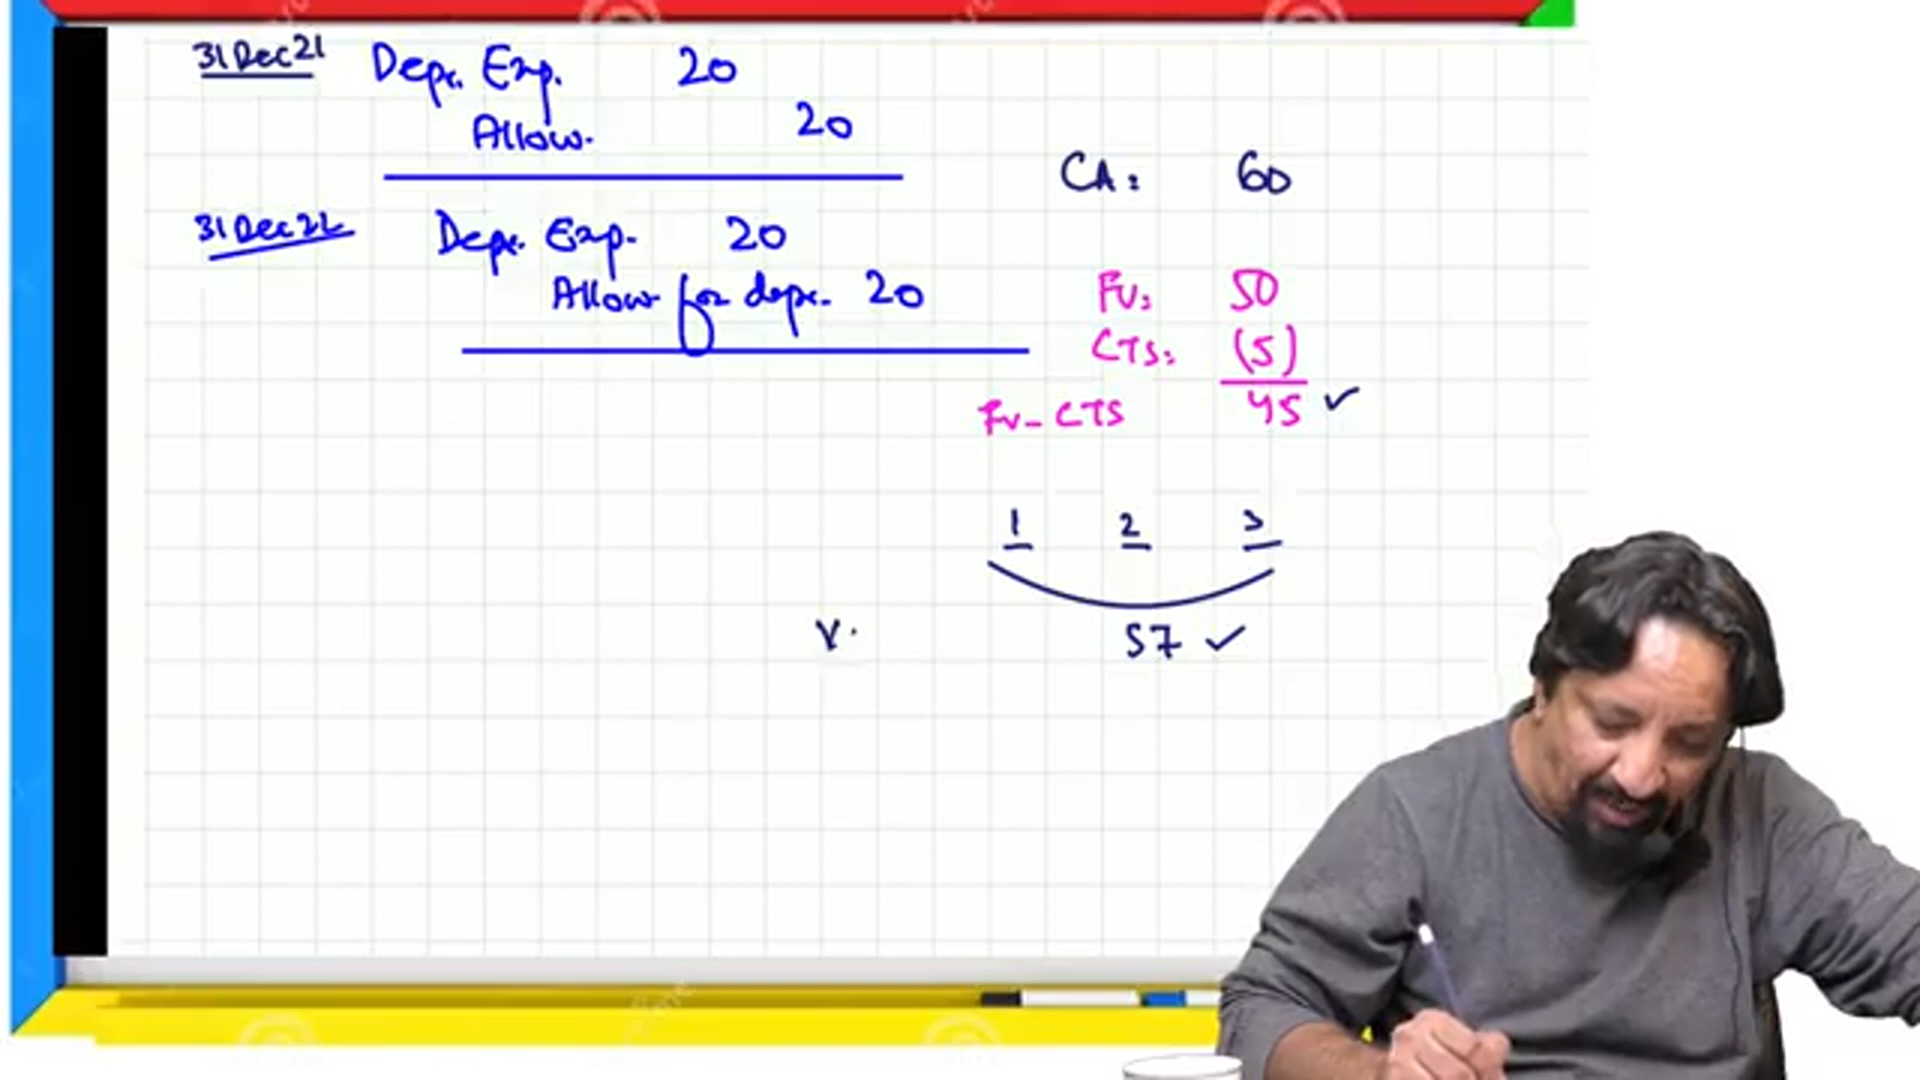 31 Dec 21 Depr. Exp. 20
Allow. 20
CA: 60
31 Dec 22 Depr. Exp. 20
Allow. for depr. 20
FV: 50
CTS: (5)
FV - CTS 45 ✓
1 2 3
V. 57 ✓